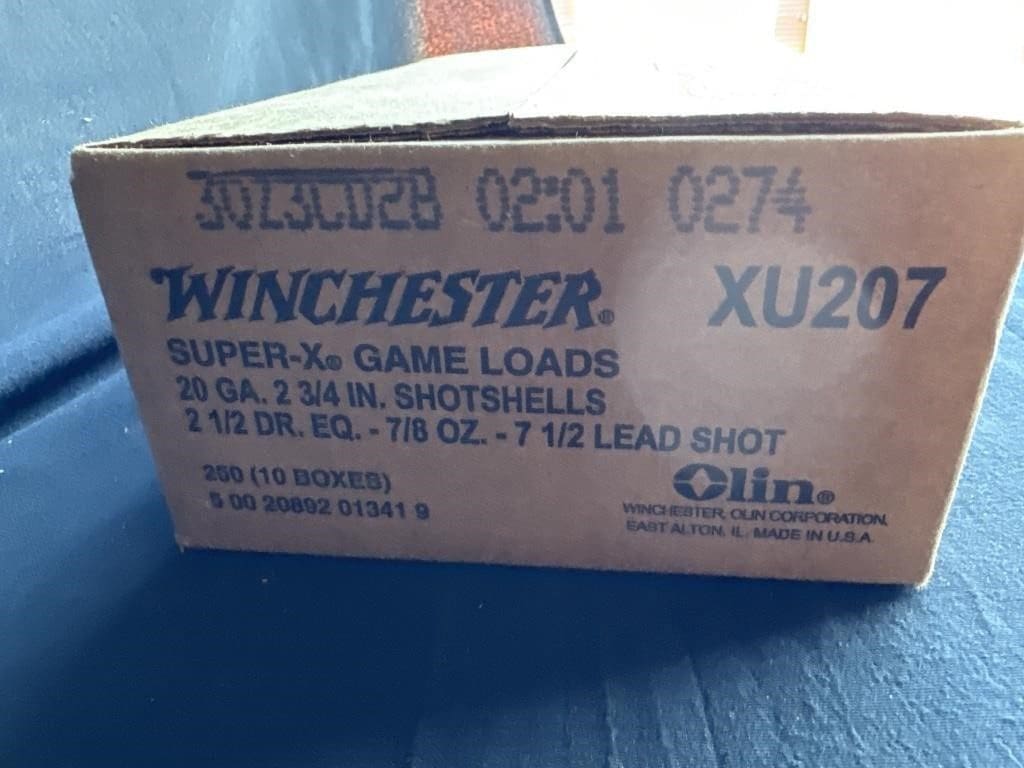 02:01
WINCHESTER® XU207
SUPER-X® GAME LOADS
20 GA. 2 3/4 IN. SHOTSHELLS
2 1/2 DR. EQ. - 7/8 OZ. - 7 1/2 LEAD SHOT
250 (10 BOXES)
5 00 20892 01341 9
Olin®
WINCHESTER, OLIN CORPORATION,
EAST ALTON, IL. MADE IN U.S.A.